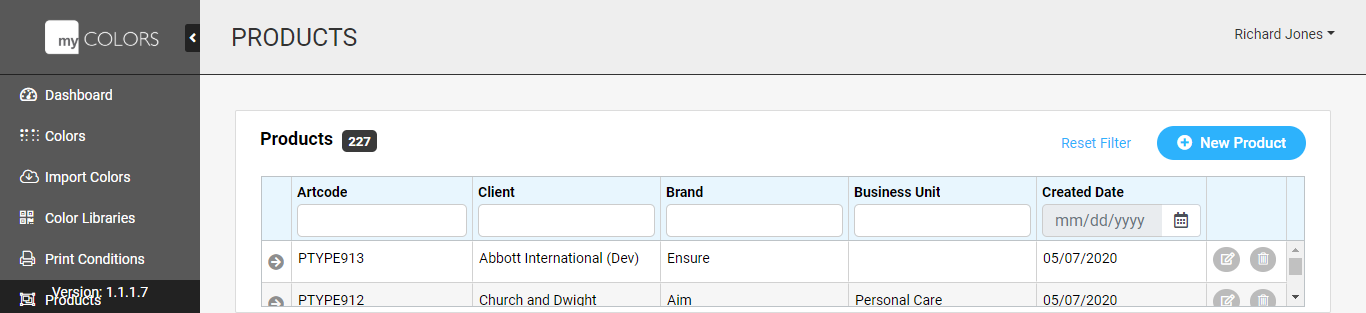 my COLORS
PRODUCTS
Richard Jones
Dashboard
Colors
Import Colors
Color Libraries
Print Conditions
Products
Version: 1.1.1.7
Products 227
Reset Filter
New Product
Artcode Client Brand Business Unit Created Date
mm/dd/yyyy
PTYPE913 Abbott International (Dev) Ensure 05/07/2020
PTYPE912 Church and Dwight Aim Personal Care 05/07/2020